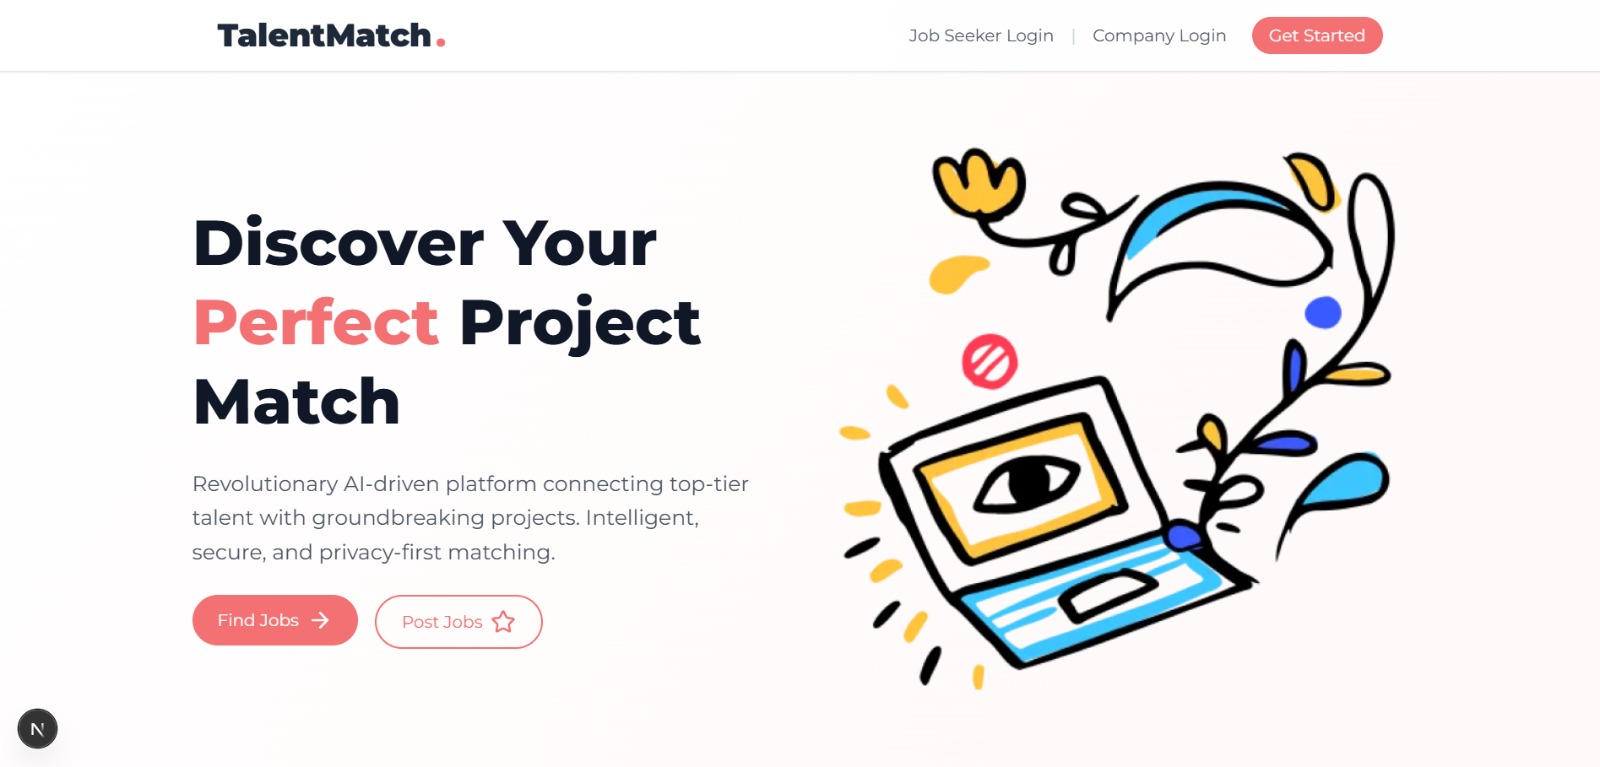 TalentMatch.
Job Seeker Login | Company Login Get Started
Discover Your
Perfect Project
Match
Revolutionary AI-driven platform connecting top-tier
talent with groundbreaking projects. Intelligent,
secure, and privacy-first matching.
Find Jobs
Post Jobs
N